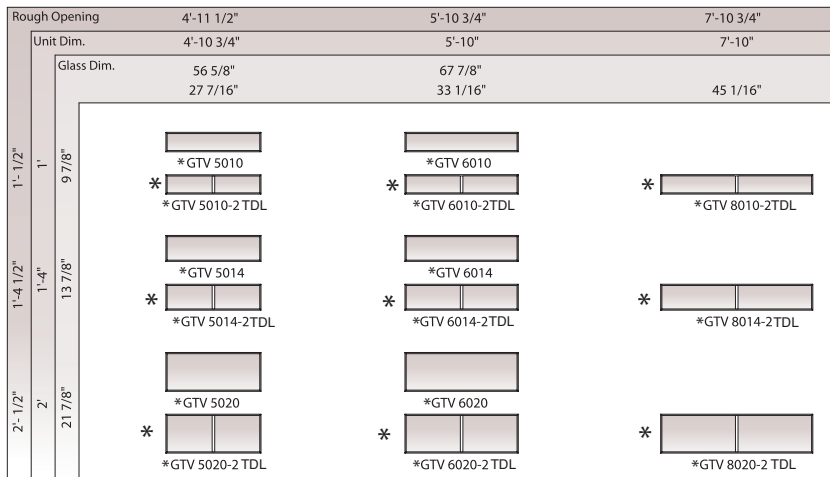 Rough Opening 4'-11 1/2" 5'-10 3/4" 7'-10 3/4"
Unit Dim. 4'-10 3/4" 5'-10" 7'-10"
Glass Dim. 56 5/8" 67 7/8"
27 7/16" 33 1/16" 45 1/16"
1'- 1/2" 1' 9 7/8"
*GTV 5010 *GTV 6010
* * *
*GTV 5010-2 TDL *GTV 6010-2TDL *GTV 8010-2TDL
1'-4 1/2" 1'-4" 13 7/8"
*GTV 5014 *GTV 6014
* * *
*GTV 5014-2TDL *GTV 6014-2TDL *GTV 8014-2TDL
2'- 1/2" 2' 21 7/8"
*GTV 5020 *GTV 6020
* * *
*GTV 5020-2 TDL *GTV 6020-2 TDL *GTV 8020-2 TDL